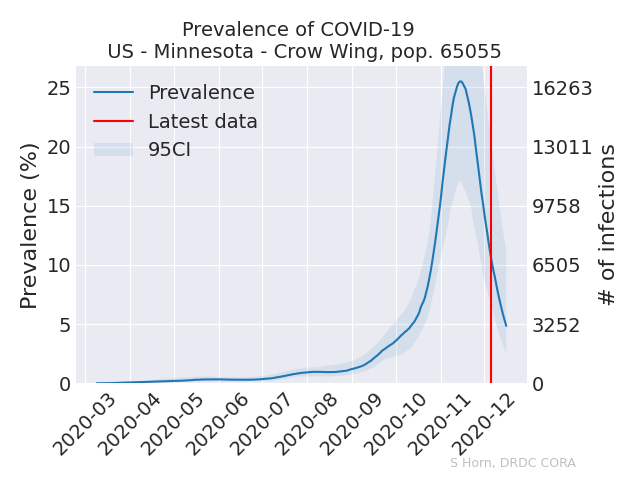 Prevalence of COVID-19
US - Minnesota - Crow Wing, pop. 65055
Prevalence
Latest data
95CI
Prevalence (%)
25
20
15
10
5
0
16263
13011
9758
6505
3252
0
# of infections
2020-03
2020-04
2020-05
2020-06
2020-07
2020-08
2020-09
2020-10
2020-11
2020-12
S Horn, DRDC CORA